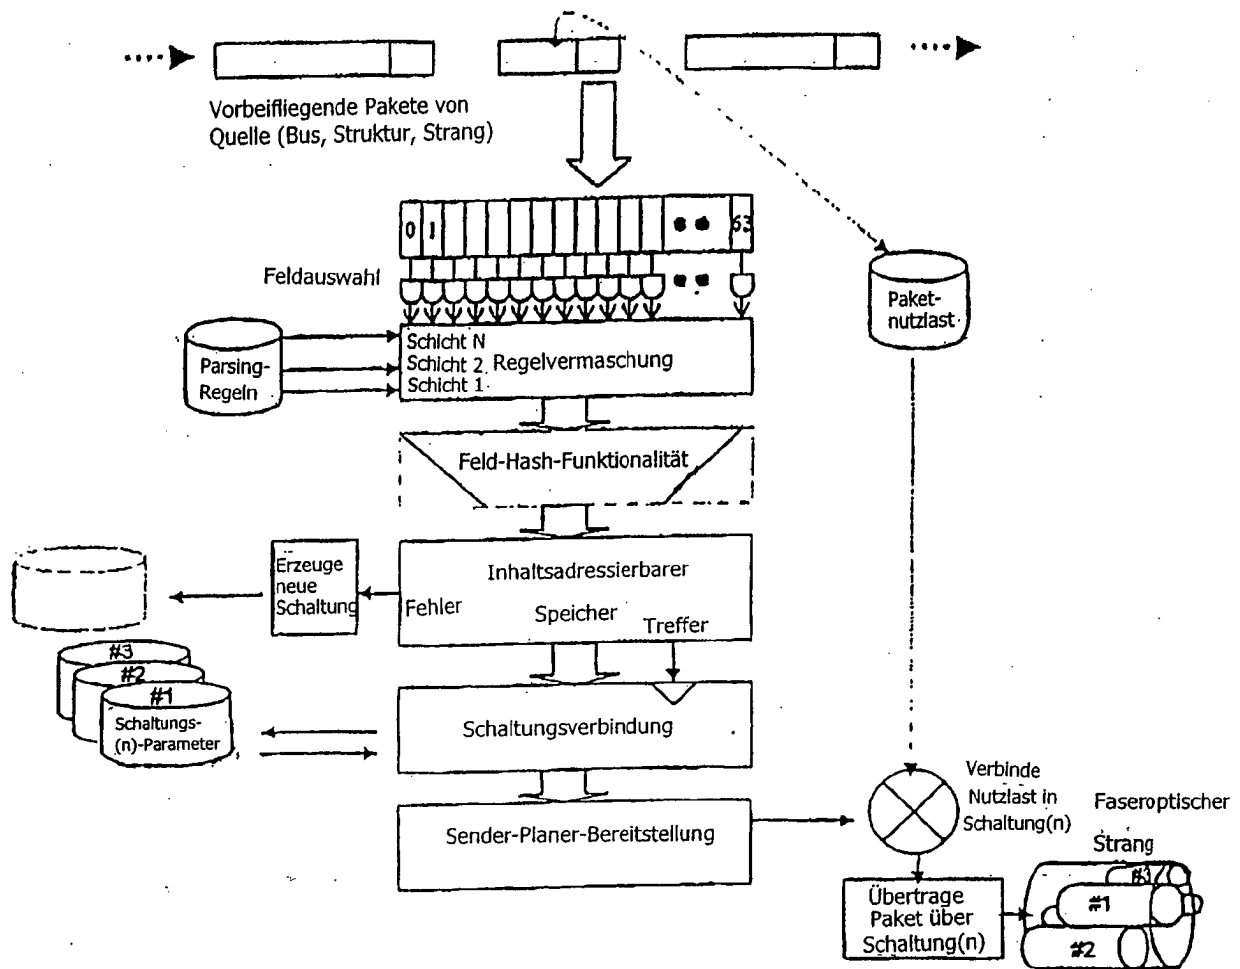 Vorbeifliegende Pakete von
Quelle (Bus, Struktur, Strang)
0 1 63
Feldauswahl
Paket-
nutzlast
Parsing-
Regeln
Schicht N
Schicht 2 Regelvermaschung
Schicht 1
Feld-Hash-Funktionalität
Erzeuge
neue
Schaltung
Inhaltsadressierbarer
Speicher
Fehler
Treffer
#3
#2
#1
Schaltungs-
(n)-Parameter
Schaltungsverbindung
Sender-Planer-Bereitstellung
Verbinde
Nutzlast in
Schaltung(n)
Faseroptischer
Strang
Übertrage
Paket über
Schaltung(n)
#3
#1
#2